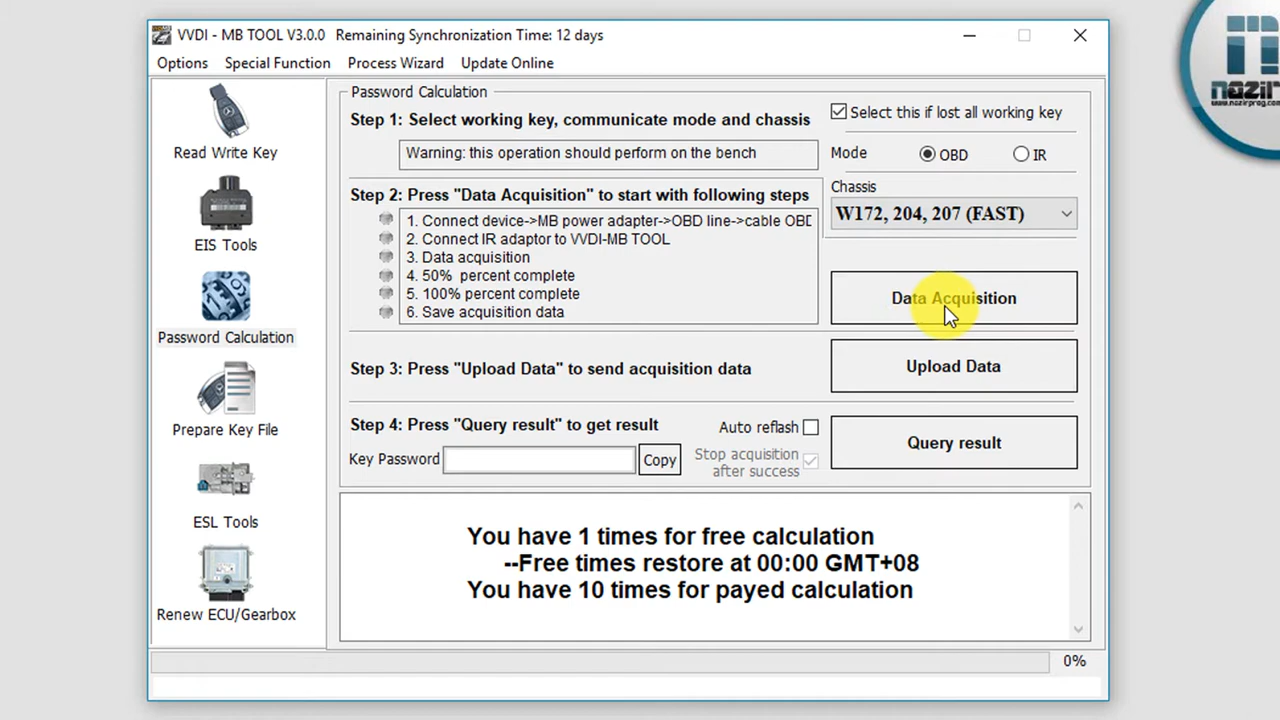 VVDI - MB TOOL V3.0.0 Remaining Synchronization Time: 12 days
Options Special Function Process Wizard Update Online
Read Write Key
EIS Tools
Password Calculation
Prepare Key File
ESL Tools
Renew ECU/Gearbox
Password Calculation
Step 1: Select working key, communicate mode and chassis
Warning: this operation should perform on the bench
Select this if lost all working key
Mode OBD IR
Chassis
W172, 204, 207 (FAST)
Step 2: Press "Data Acquisition" to start with following steps
1. Connect device->MB power adapter->OBD line->cable OBD
2. Connect IR adaptor to VVDI-MB TOOL
3. Data acquisition
4. 50% percent complete
5. 100% percent complete
6. Save acquisition data
Data Acquisition
Step 3: Press "Upload Data" to send acquisition data
Upload Data
Step 4: Press "Query result" to get result
Auto reflash
Key Password Copy
Stop acquisition
after success
Query result
You have 1 times for free calculation
--Free times restore at 00:00 GMT+08
You have 10 times for payed calculation
0%